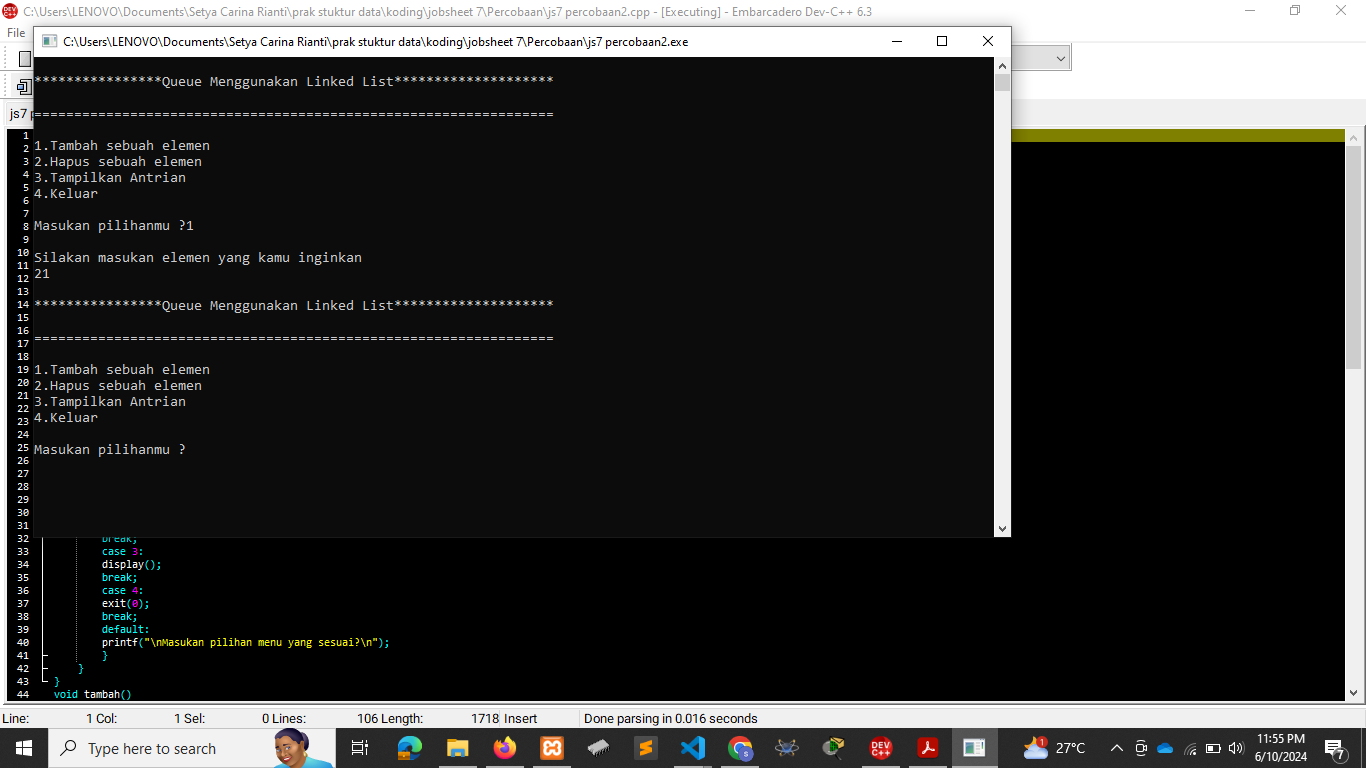 C:\Users\LENOVO\Documents\Setya Carina Rianti\prak stuktur data\koding\jobsheet 7\Percobaan\js7 percobaan2.cpp - [Executing] - Embarcadero Dev-C++ 6.3
File
C:\Users\LENOVO\Documents\Setya Carina Rianti\prak stuktur data\koding\jobsheet 7\Percobaan\js7 percobaan2.exe
****************Queue Menggunakan Linked List********************
=================================================================
1.Tambah sebuah elemen
2.Hapus sebuah elemen
3.Tampilkan Antrian
4.Keluar
Masukan pilihanmu ?1
Silakan masukan elemen yang kamu inginkan
21
****************Queue Menggunakan Linked List********************
=================================================================
1.Tambah sebuah elemen
2.Hapus sebuah elemen
3.Tampilkan Antrian
4.Keluar
Masukan pilihanmu ?
js7
1
2
3
4
5
6
7
8
9
10
11
12
13
14
15
16
17
18
19
20
21
22
23
24
25
26
27
28
29
30
31
32 break;
33 case 3:
34 display();
35 break;
36 case 4:
37 exit(0);
38 break;
39 default:
40 printf("\nMasukan pilihan menu yang sesuai?\n");
41 }
42 }
43 }
44 void tambah()
Line: 1 Col: 1 Sel: 0 Lines: 106 Length: 1718 Insert Done parsing in 0.016 seconds
Type here to search
DEV C++
1
27°C
11:55 PM
6/10/2024
7